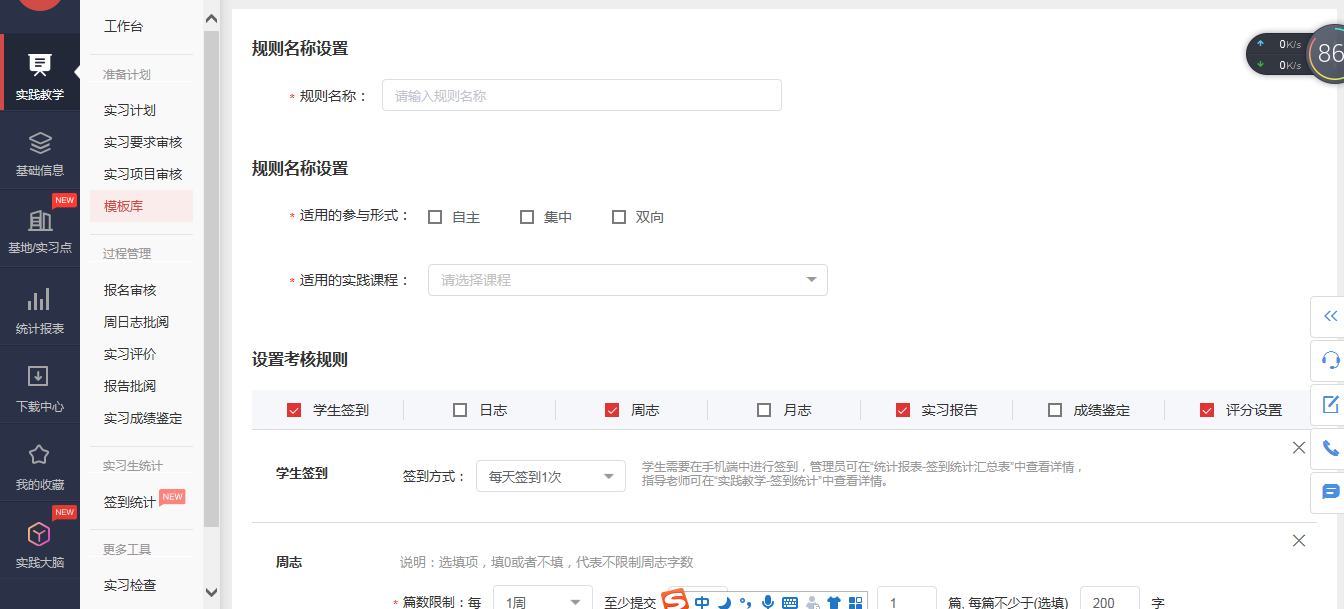 实践教学
基础信息
NEW
基地/实习点
统计报表
下载中心
我的收藏
NEW
实践大脑
工作台
准备计划
实习计划
实习要求审核
实习项目审核
模板库
过程管理
报名审核
周日志批阅
实习评价
报告批阅
实习成绩鉴定
实习生统计
签到统计 NEW
更多工具
实习检查
规则名称设置
* 规则名称： 请输入规则名称
规则名称设置
* 适用的参与形式： 自主 集中 双向
* 适用的实践课程： 请选择课程
设置考核规则
学生签到 日志 周志 月志 实习报告 成绩鉴定 评分设置
学生签到 签到方式： 每天签到1次
学生需要在手机端中进行签到，管理员可在"统计报表-签到统计汇总表"中查看详情，
指导老师可在"实践教学-签到统计"中查看详情。
周志 说明：选填项，填0或者不填，代表不限制周志字数
* 篇数限制：每 1周 至少提交 1 篇, 每篇不少于(选填) 200 字
中
0K/s
0K/s
86